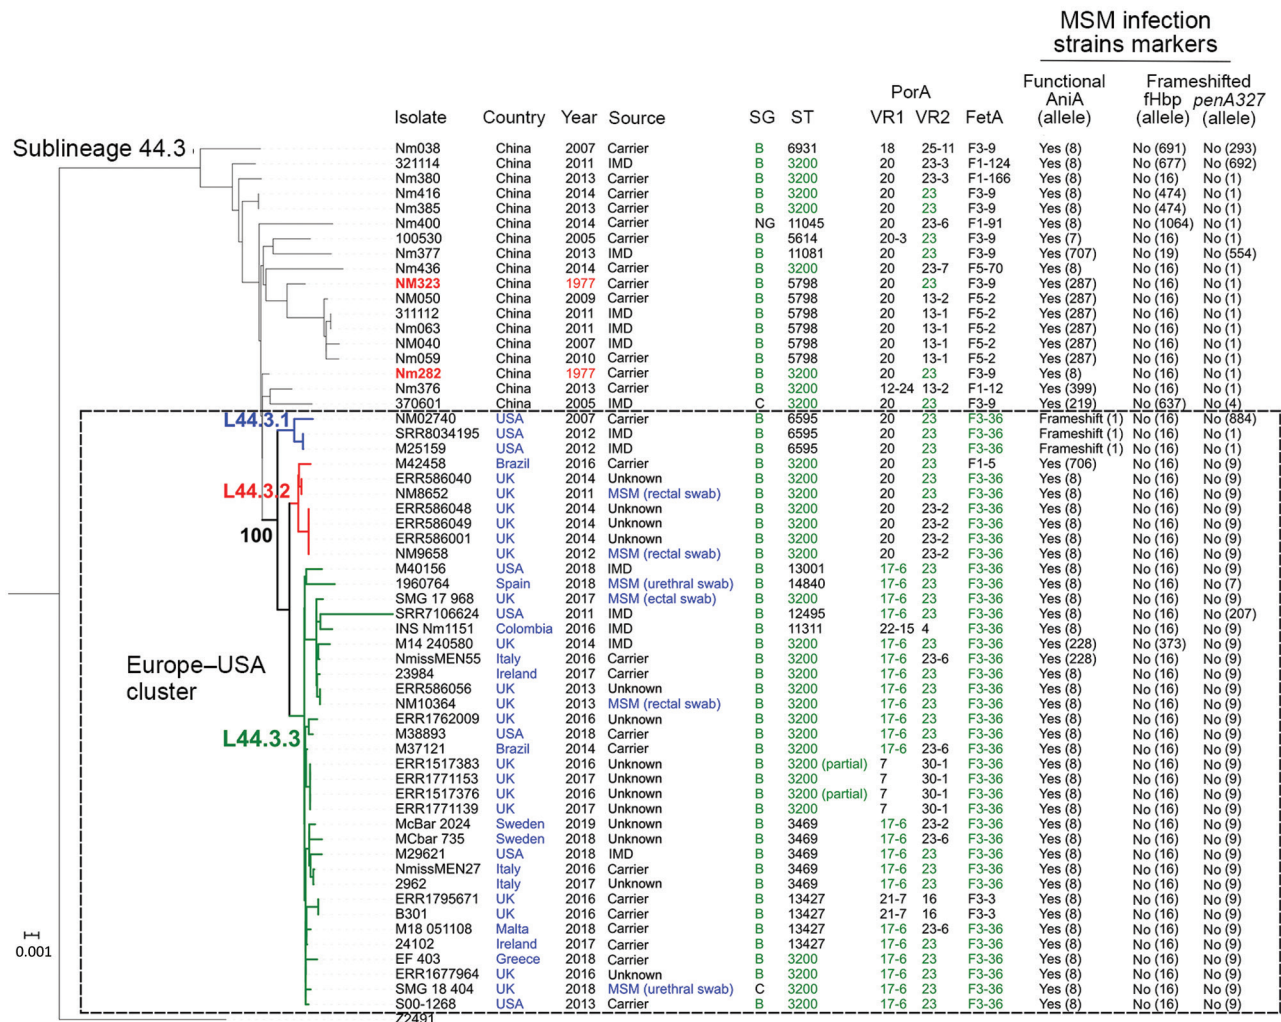 MSM infection
strains markers
Functional Frameshifted
PorA AniA fHbp penA327
Isolate Country Year Source SG ST VR1 VR2 FetA (allele) (allele) (allele)
Sublineage 44.3
Nm038 China 2007 Carrier B 6931 18 25-11 F3-9 Yes (8) No (691) No (293)
321114 China 2011 IMD B 3200 20 23-3 F1-124 Yes (8) No (677) No (692)
Nm380 China 2013 Carrier B 3200 20 23-3 F1-166 Yes (8) No (16) No (1)
Nm416 China 2014 Carrier B 3200 20 23 F3-9 Yes (8) No (474) No (1)
Nm385 China 2013 Carrier B 3200 20 23 F3-9 Yes (8) No (474) No (1)
Nm400 China 2014 Carrier NG 11045 20 23-6 F1-91 Yes (8) No (1064) No (1)
100530 China 2005 Carrier B 5614 20-3 23 F3-9 Yes (7) No (16) No (1)
Nm377 China 2013 IMD B 11081 20 23 F3-9 Yes (707) No (19) No (554)
Nm436 China 2014 Carrier B 3200 20 23-7 F5-70 Yes (8) No (16) No (1)
NM323 China 1977 Carrier B 5798 20 23 F3-9 Yes (287) No (16) No (1)
NM050 China 2009 Carrier B 5798 20 13-2 F5-2 Yes (287) No (16) No (1)
311112 China 2011 IMD B 5798 20 13-1 F5-2 Yes (287) No (16) No (1)
Nm063 China 2011 IMD B 5798 20 13-1 F5-2 Yes (287) No (16) No (1)
NM040 China 2007 IMD B 5798 20 13-1 F5-2 Yes (287) No (16) No (1)
Nm059 China 2010 Carrier B 5798 20 13-1 F5-2 Yes (287) No (16) No (1)
Nm282 China 1977 Carrier B 3200 20 23 F3-9 Yes (8) No (16) No (1)
Nm376 China 2013 Carrier B 3200 12-24 13-2 F1-12 Yes (399) No (16) No (1)
370601 China 2005 IMD C 3200 20 23 F3-9 Yes (219) No (637) No (4)
L44.3.1
NM02740 USA 2007 Carrier B 6595 20 23 F3-36 Frameshift (1) No (16) No (884)
SRR8034195 USA 2012 IMD B 6595 20 23 F3-36 Frameshift (1) No (16) No (1)
M25159 USA 2012 IMD B 6595 20 23 F3-36 Frameshift (1) No (16) No (1)
M42458 Brazil 2016 Carrier B 3200 20 23 F1-5 Yes (706) No (16) No (9)
ERR586040 UK 2014 Unknown B 3200 20 23 F3-36 Yes (8) No (16) No (9)
L44.3.2
NM8652 UK 2011 MSM (rectal swab) B 3200 20 23 F3-36 Yes (8) No (16) No (9)
ERR586048 UK 2014 Unknown B 3200 20 23-2 F3-36 Yes (8) No (16) No (9)
ERR586049 UK 2014 Unknown B 3200 20 23-2 F3-36 Yes (8) No (16) No (9)
100
ERR586001 UK 2014 Unknown B 3200 20 23-2 F3-36 Yes (8) No (16) No (9)
NM9658 UK 2012 MSM (rectal swab) B 3200 20 23-2 F3-36 Yes (8) No (16) No (9)
M40156 USA 2018 IMD B 13001 17-6 23 F3-36 Yes (8) No (16) No (9)
1960764 Spain 2018 MSM (urethral swab) B 14840 17-6 23 F3-36 Yes (8) No (16) No (7)
SMG 17 968 UK 2017 MSM (ectal swab) B 3200 17-6 23 F3-36 Yes (8) No (16) No (9)
SRR7106624 USA 2011 IMD B 12495 17-6 23 F3-36 Yes (8) No (16) No (207)
INS Nm1151 Colombia 2016 IMD B 11311 22-15 4 F3-36 Yes (8) No (16) No (9)
M14 240580 UK 2014 IMD B 3200 17-6 23 F3-36 Yes (228) No (373) No (9)
Europe–USA
cluster
NmissMEN55 Italy 2016 Carrier B 3200 17-6 23-6 F3-36 Yes (228) No (16) No (9)
23984 Ireland 2017 Carrier B 3200 17-6 23 F3-36 Yes (8) No (16) No (9)
ERR586056 UK 2013 Unknown B 3200 17-6 23 F3-36 Yes (8) No (16) No (9)
NM10364 UK 2013 MSM (rectal swab) B 3200 17-6 23 F3-36 Yes (8) No (16) No (9)
ERR1762009 UK 2016 Unknown B 3200 17-6 23 F3-36 Yes (8) No (16) No (9)
L44.3.3
M38893 USA 2018 Carrier B 3200 17-6 23 F3-36 Yes (8) No (16) No (9)
M37121 Brazil 2014 Carrier B 3200 17-6 23-6 F3-36 Yes (8) No (16) No (9)
ERR1517383 UK 2016 Unknown B 3200 (partial) 7 30-1 F3-36 Yes (8) No (16) No (9)
ERR1771153 UK 2017 Unknown B 3200 7 30-1 F3-36 Yes (8) No (16) No (9)
ERR1517376 UK 2016 Unknown B 3200 (partial) 7 30-1 F3-36 Yes (8) No (16) No (9)
ERR1771139 UK 2017 Unknown B 3200 7 30-1 F3-36 Yes (8) No (16) No (9)
McBar 2024 Sweden 2019 Unknown B 3469 17-6 23-2 F3-36 Yes (8) No (16) No (9)
MCbar 735 Sweden 2018 Unknown B 3469 17-6 23-6 F3-36 Yes (8) No (16) No (9)
M29621 USA 2018 IMD B 3469 17-6 23 F3-36 Yes (8) No (16) No (9)
NmissMEN27 Italy 2016 Carrier B 3469 17-6 23 F3-36 Yes (8) No (16) No (9)
2962 Italy 2017 Unknown B 3469 17-6 23 F3-36 Yes (8) No (16) No (9)
ERR1795671 UK 2016 Carrier B 13427 21-7 16 F3-3 Yes (8) No (16) No (9)
B301 UK 2016 Carrier B 13427 21-7 16 F3-3 Yes (8) No (16) No (9)
M18 051108 Malta 2018 Carrier B 13427 17-6 23-6 F3-36 Yes (8) No (16) No (9)
24102 Ireland 2017 Carrier B 13427 17-6 23 F3-36 Yes (8) No (16) No (9)
0.001
EF 403 Greece 2018 Carrier B 3200 17-6 23 F3-36 Yes (8) No (16) No (9)
ERR1677964 UK 2016 Unknown B 3200 17-6 23 F3-36 Yes (8) No (16) No (9)
SMG 18 404 UK 2018 MSM (urethral swab) C 3200 17-6 23 F3-36 Yes (8) No (16) No (9)
S00-1268 USA 2013 Carrier B 3200 17-6 23 F3-36 Yes (8) No (16) No (9)
Z2491